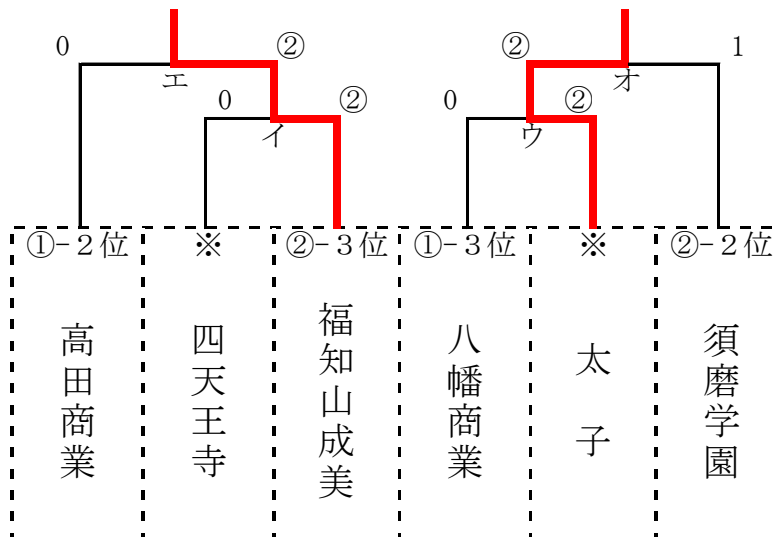 0 ② ② 1
エ オ
0 ② 0 ②
イ ウ
①-２位 ※ ②-３位 ①-３位 ※ ②-２位
高田商業
四天王寺
福知山成美
八幡商業
太子
須磨学園